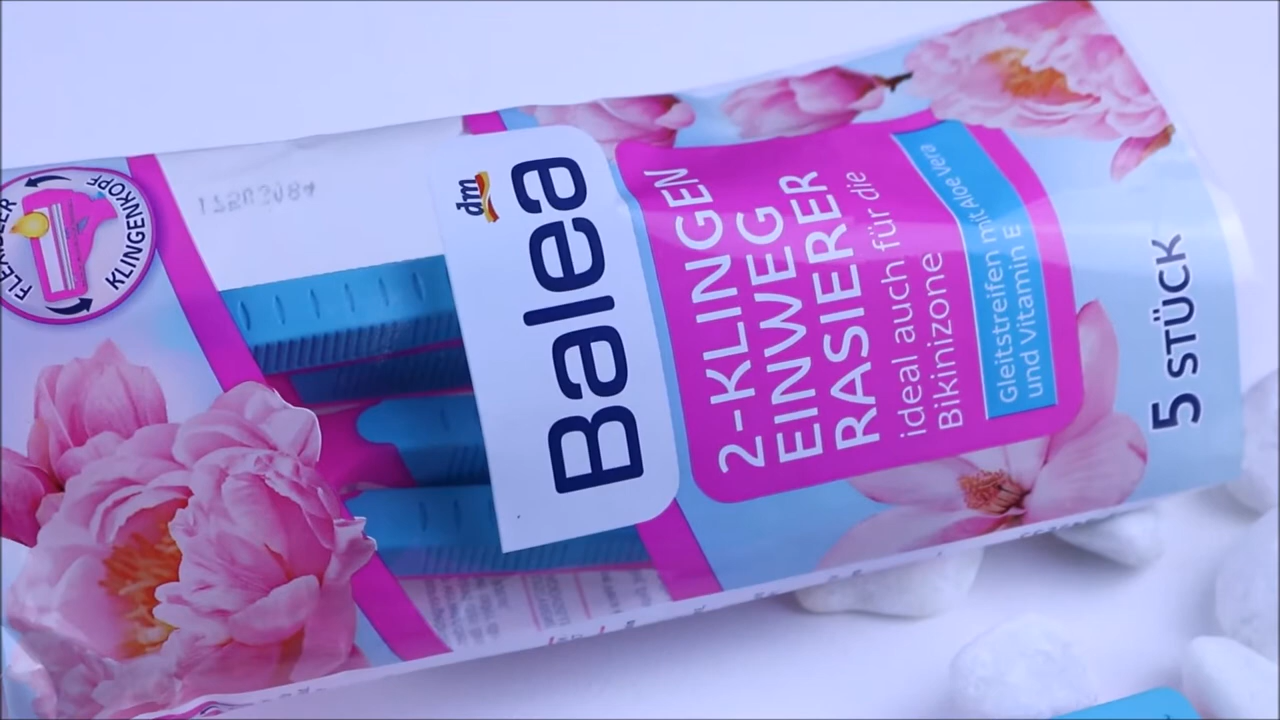 FLEXIBLER
KLINGENKOPF
dm
Balea
2-KLINGEN
EINWEG
RASIERER
ideal auch für die
Bikinizone
Gleitstreifen mit Aloe Vera
und Vitamin E
5 STÜCK